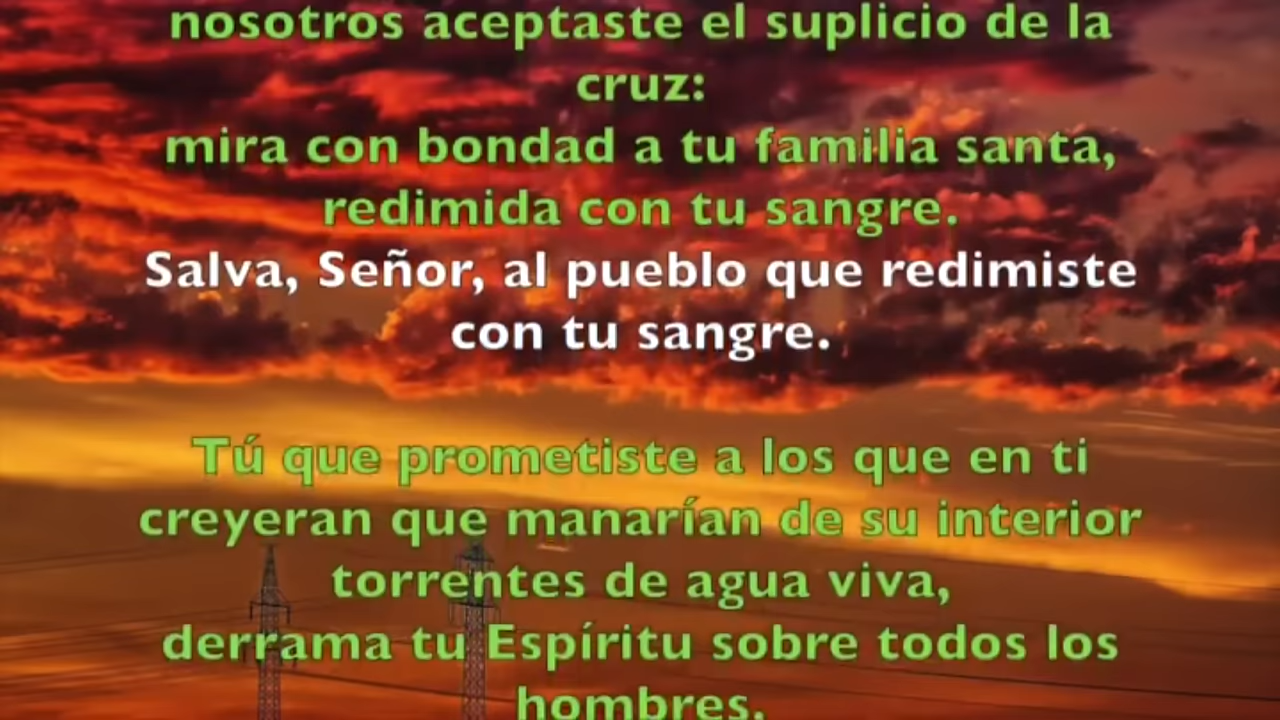 nosotros aceptaste el suplicio de la
cruz:
mira con bondad a tu familia santa,
redimida con tu sangre.
Salva, Señor, al pueblo que redimiste
con tu sangre.
Tú que prometiste a los que en ti
creyeran que manarían de su interior
torrentes de agua viva,
derrama tu Espíritu sobre todos los
hombres.